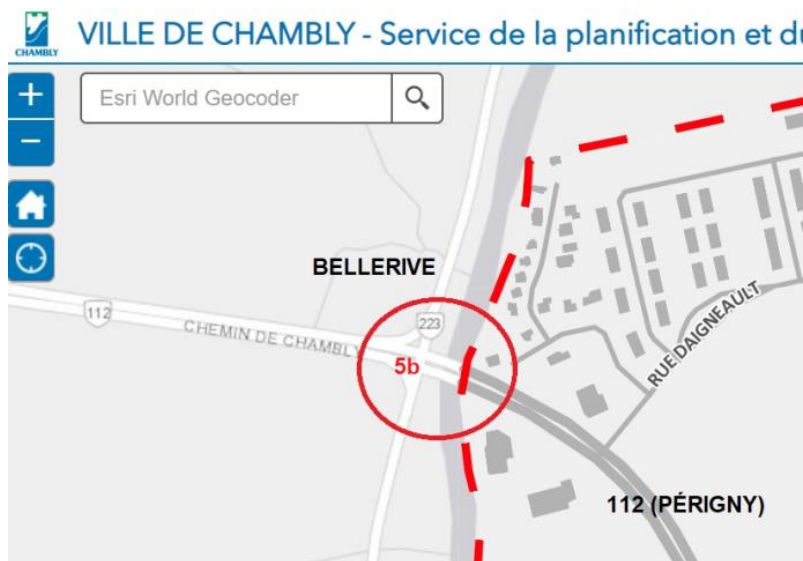 CHAMBLY
VILLE DE CHAMBLY - Service de la planification et du
+
Esri World Geocoder
−
BELLERIVE
112
223
CHEMIN DE CHAMBLY
5b
RUE DAIGNEAULT
112 (PÉRIGNY)